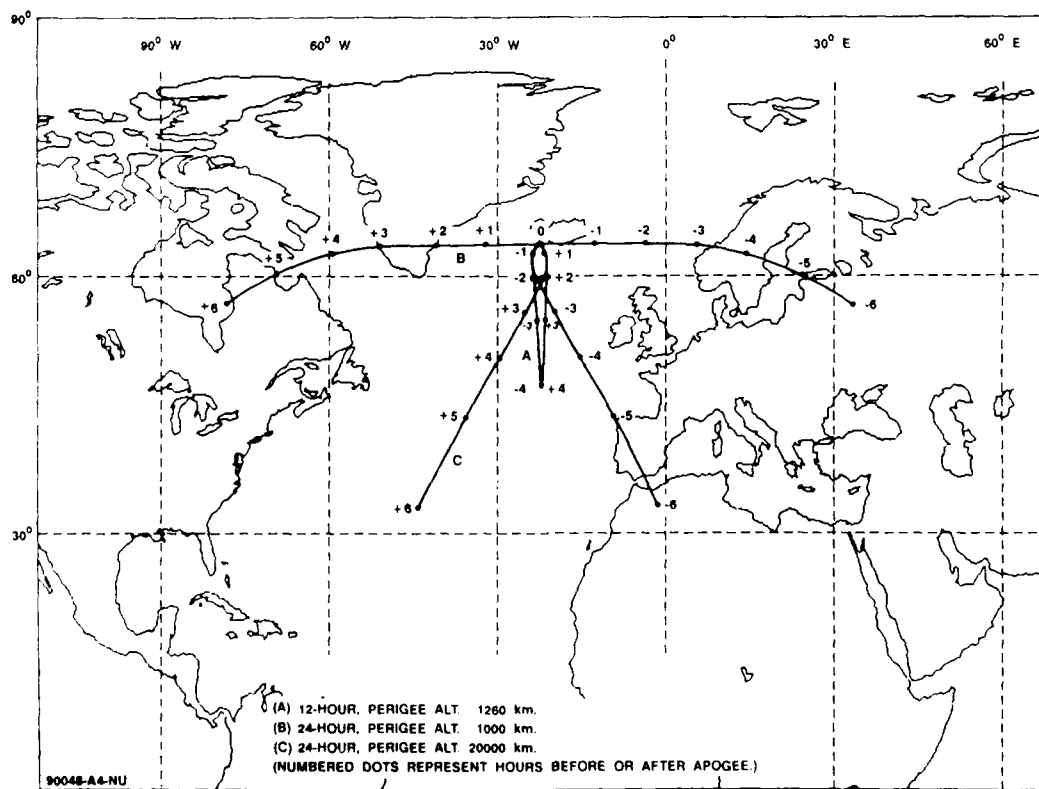 90°
90° W 60° W 30° W 0° 30° E 60° E
+3 +2 +1 0 -1 -2 -3
+4 -1 +1 -4
+5 B -5
60° -2 +2
+6 +3 -3 -6
-3 +3
+4 A -4
-4 +4
+5 -5
C
+6 -6
30°
(A) 12-HOUR, PERIGEE ALT. 1260 km.
(B) 24-HOUR, PERIGEE ALT. 1000 km.
(C) 24-HOUR, PERIGEE ALT. 20000 km.
(NUMBERED DOTS REPRESENT HOURS BEFORE OR AFTER APOGEE.)
90046-A4-NU